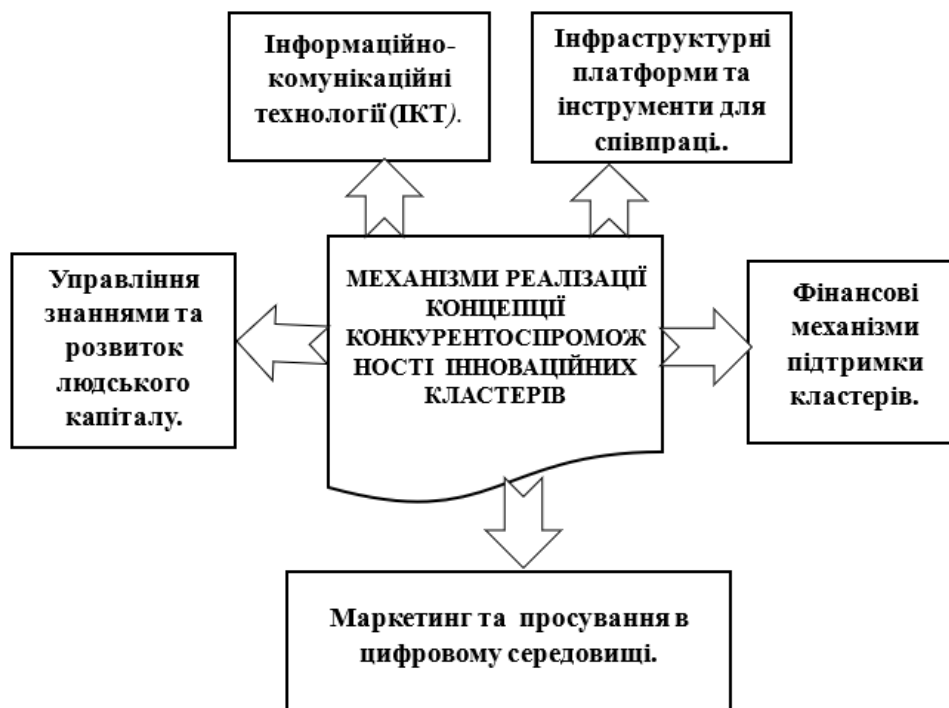 Інформаційно-
комунікаційні
технології (ІКТ).
Інфраструктурні
платформи та
інструменти для
співпраці..
Управління
знаннями та
розвиток
людського
капіталу.
МЕХАНІЗМИ РЕАЛІЗАЦІЇ
КОНЦЕПЦІЇ
КОНКУРЕНТОСПРОМОЖ
НОСТІ ІННОВАЦІЙНИХ
КЛАСТЕРІВ
Фінансові
механізми
підтримки
кластерів.
Маркетинг та просування в
цифровому середовищі.